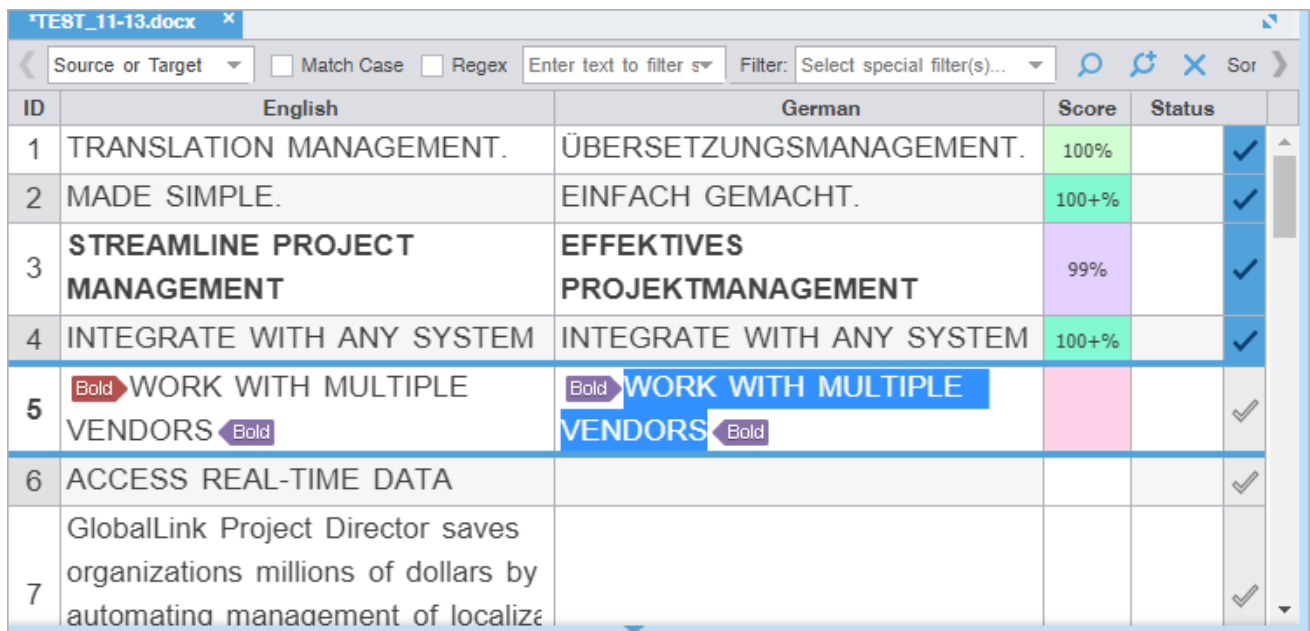 *TEST_11-13.docx ×
Source or Target Match Case Regex Enter text to filter Filter: Select special filter(s)... Sor
ID English German Score Status
1 TRANSLATION MANAGEMENT. ÜBERSETZUNGSMANAGEMENT. 100%
2 MADE SIMPLE. EINFACH GEMACHT. 100+%
3 STREAMLINE PROJECT MANAGEMENT EFFEKTIVES PROJEKTMANAGEMENT 99%
4 INTEGRATE WITH ANY SYSTEM INTEGRATE WITH ANY SYSTEM 100+%
5 Bold WORK WITH MULTIPLE VENDORS Bold Bold WORK WITH MULTIPLE VENDORS Bold
6 ACCESS REAL-TIME DATA
7 GlobalLink Project Director saves
organizations millions of dollars by
automating management of localiza